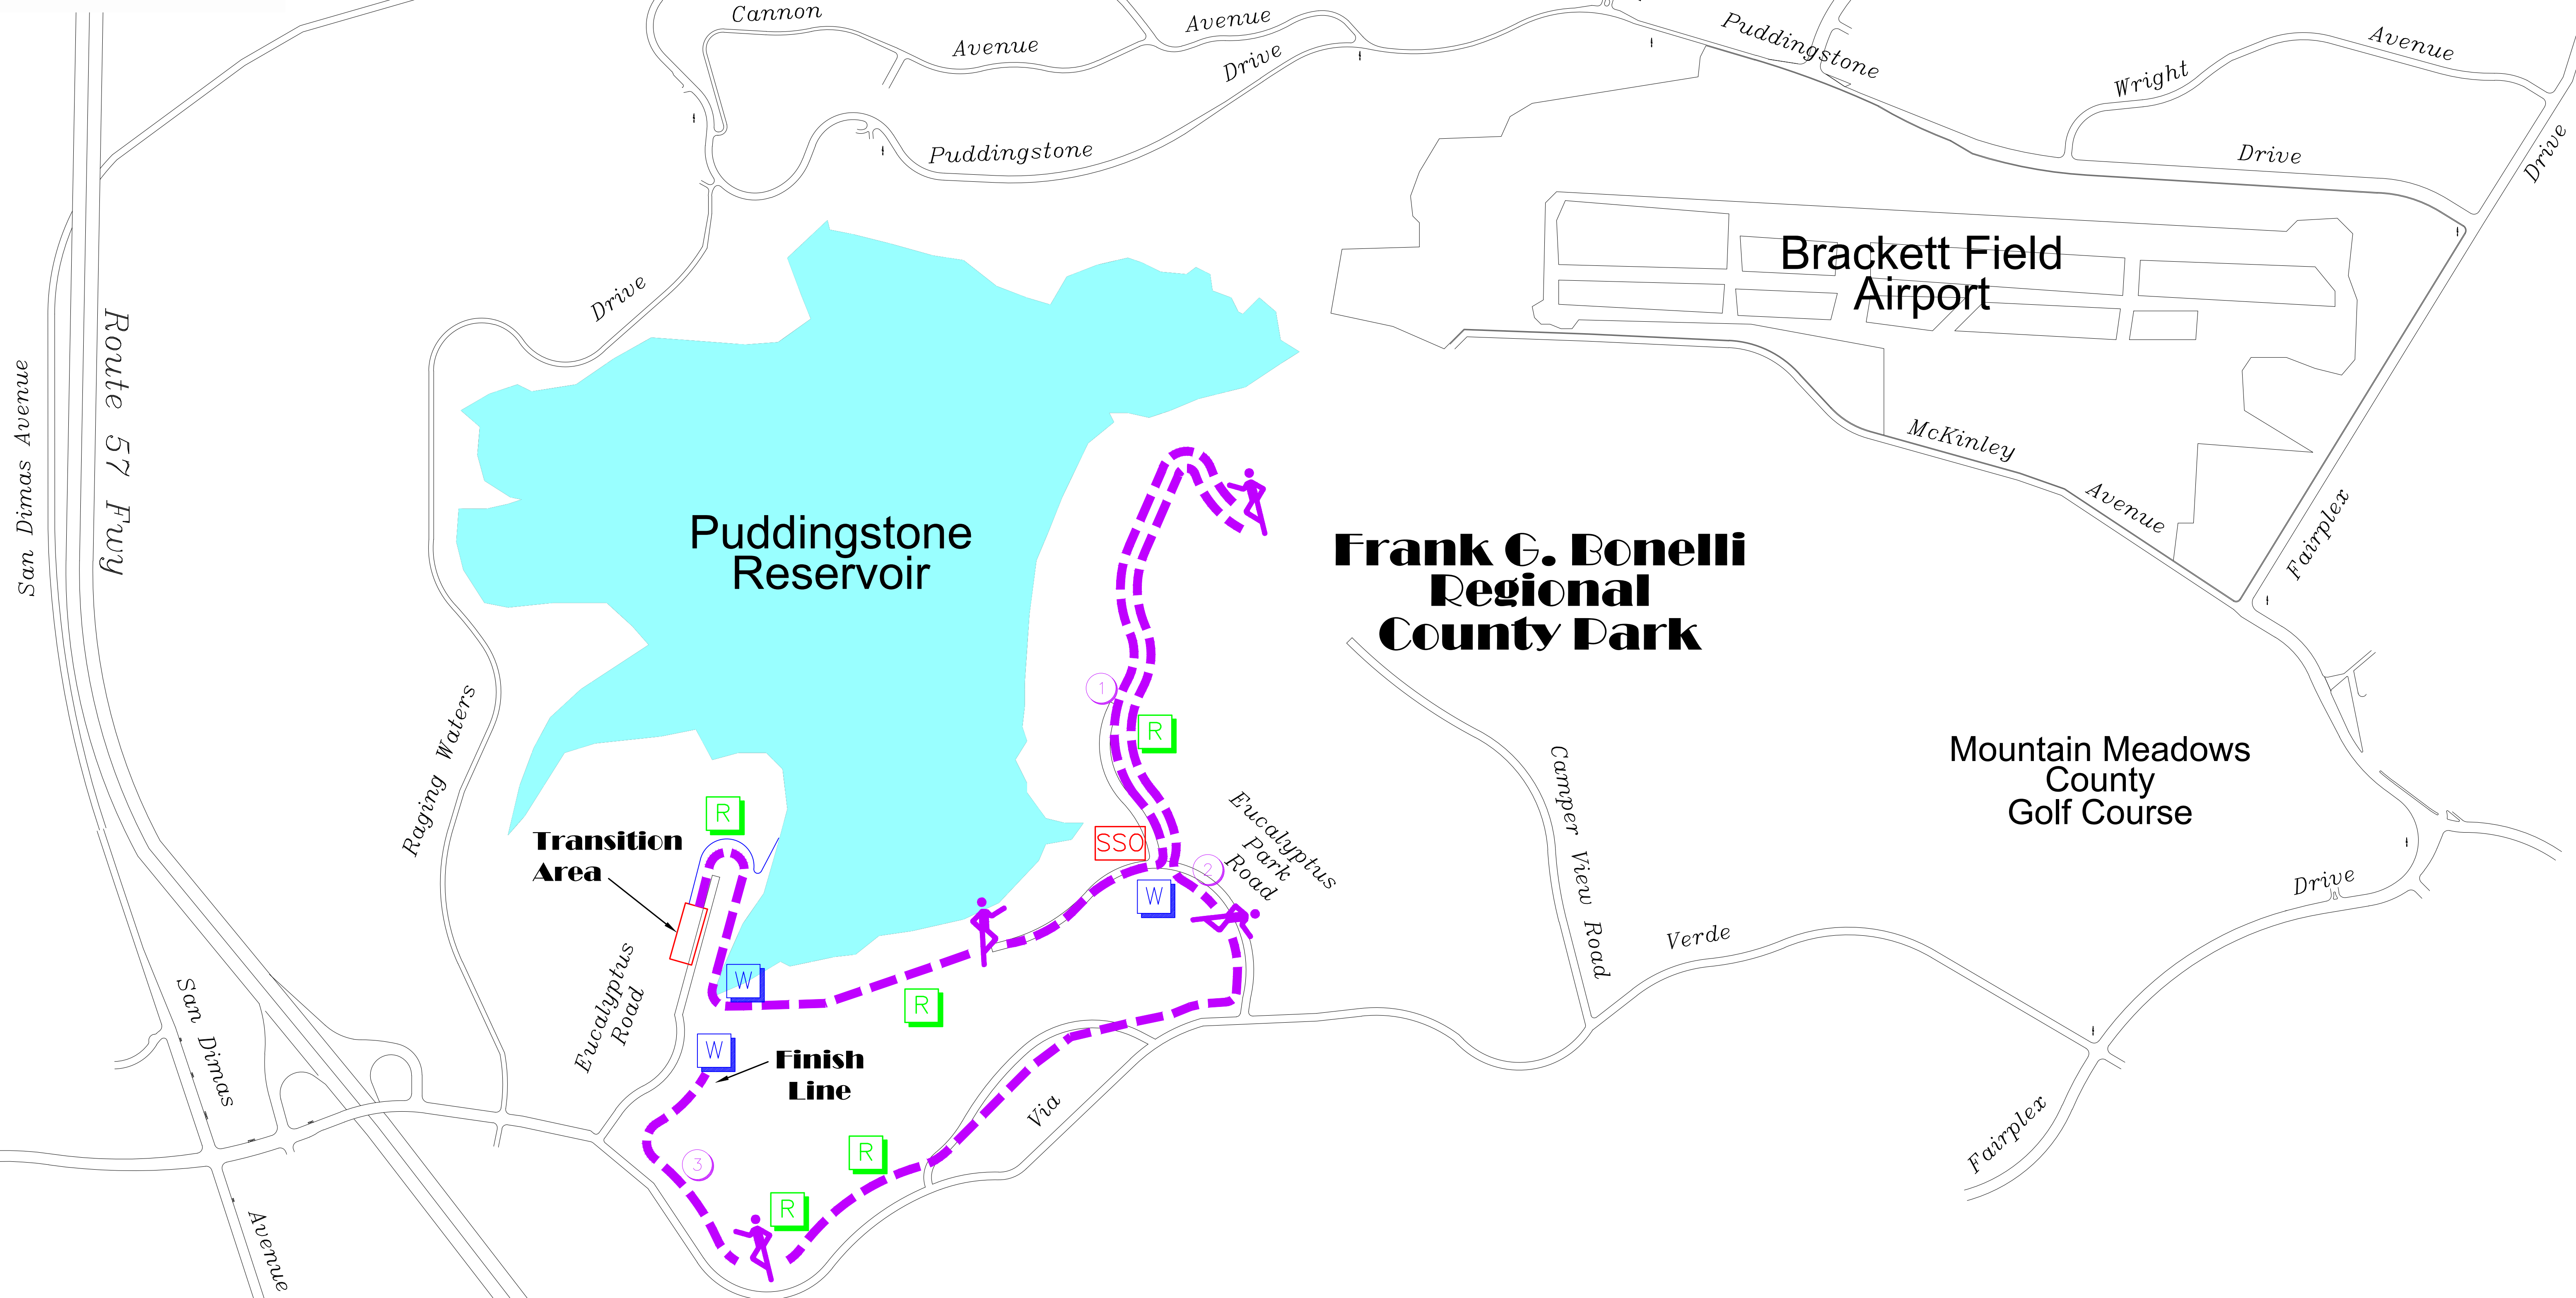 Cannon
Avenue
Avenue
Drive
Puddingstone
Puddingstone
Drive
Wright
Avenue
Drive
Drive
San Dimas Avenue
Route 57 Fwy
Brackett Field
Airport
McKinley
Avenue
Fairplex
Puddingstone
Reservoir
Frank G. Bonelli
Regional
County Park
Raging Waters
1
R
Camper View Road
Mountain Meadows
County
Golf Course
R
Transition
Area
SSO
Eucalyptus
Park
Road
2
W
Eucalyptus
Road
W
R
Verde
Drive
San Dimas
Avenue
W
Finish
Line
Via
Fairplex
3
R
R